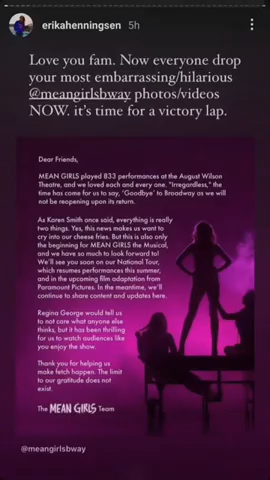 erikahenningsen 5h
Love you fam. Now everyone drop
your most embarrassing/hilarious
@meangirlsbway photos/videos
NOW. it's time for a victory lap.
Dear Friends,
MEAN GIRLS played 833 performances at the August Wilson
Theatre, and we loved each and every one. "Irregardless," the
time has come for us to say, 'Goodbye' to Broadway as we will
not be reopening upon its return.
As Karen Smith once said, everything is really
two things. Yes, this news makes us want to
cry into our cheese fries. But this is also only
the beginning for MEAN GIRLS the Musical,
and we have so much to look forward to!
We'll see you soon on our National Tour,
which resumes performances this summer,
and in the upcoming film adaptation from
Paramount Pictures. In the meantime, we'll
continue to share content and updates here.
Regina George would tell us
to not care what anyone else
thinks, but it has been thrilling
for us to watch audiences like
you enjoy the show.
Thank you for helping us
make fetch happen. The limit
to our gratitude does not
exist.
The MEAN GIRLS Team
@meangirlsbway